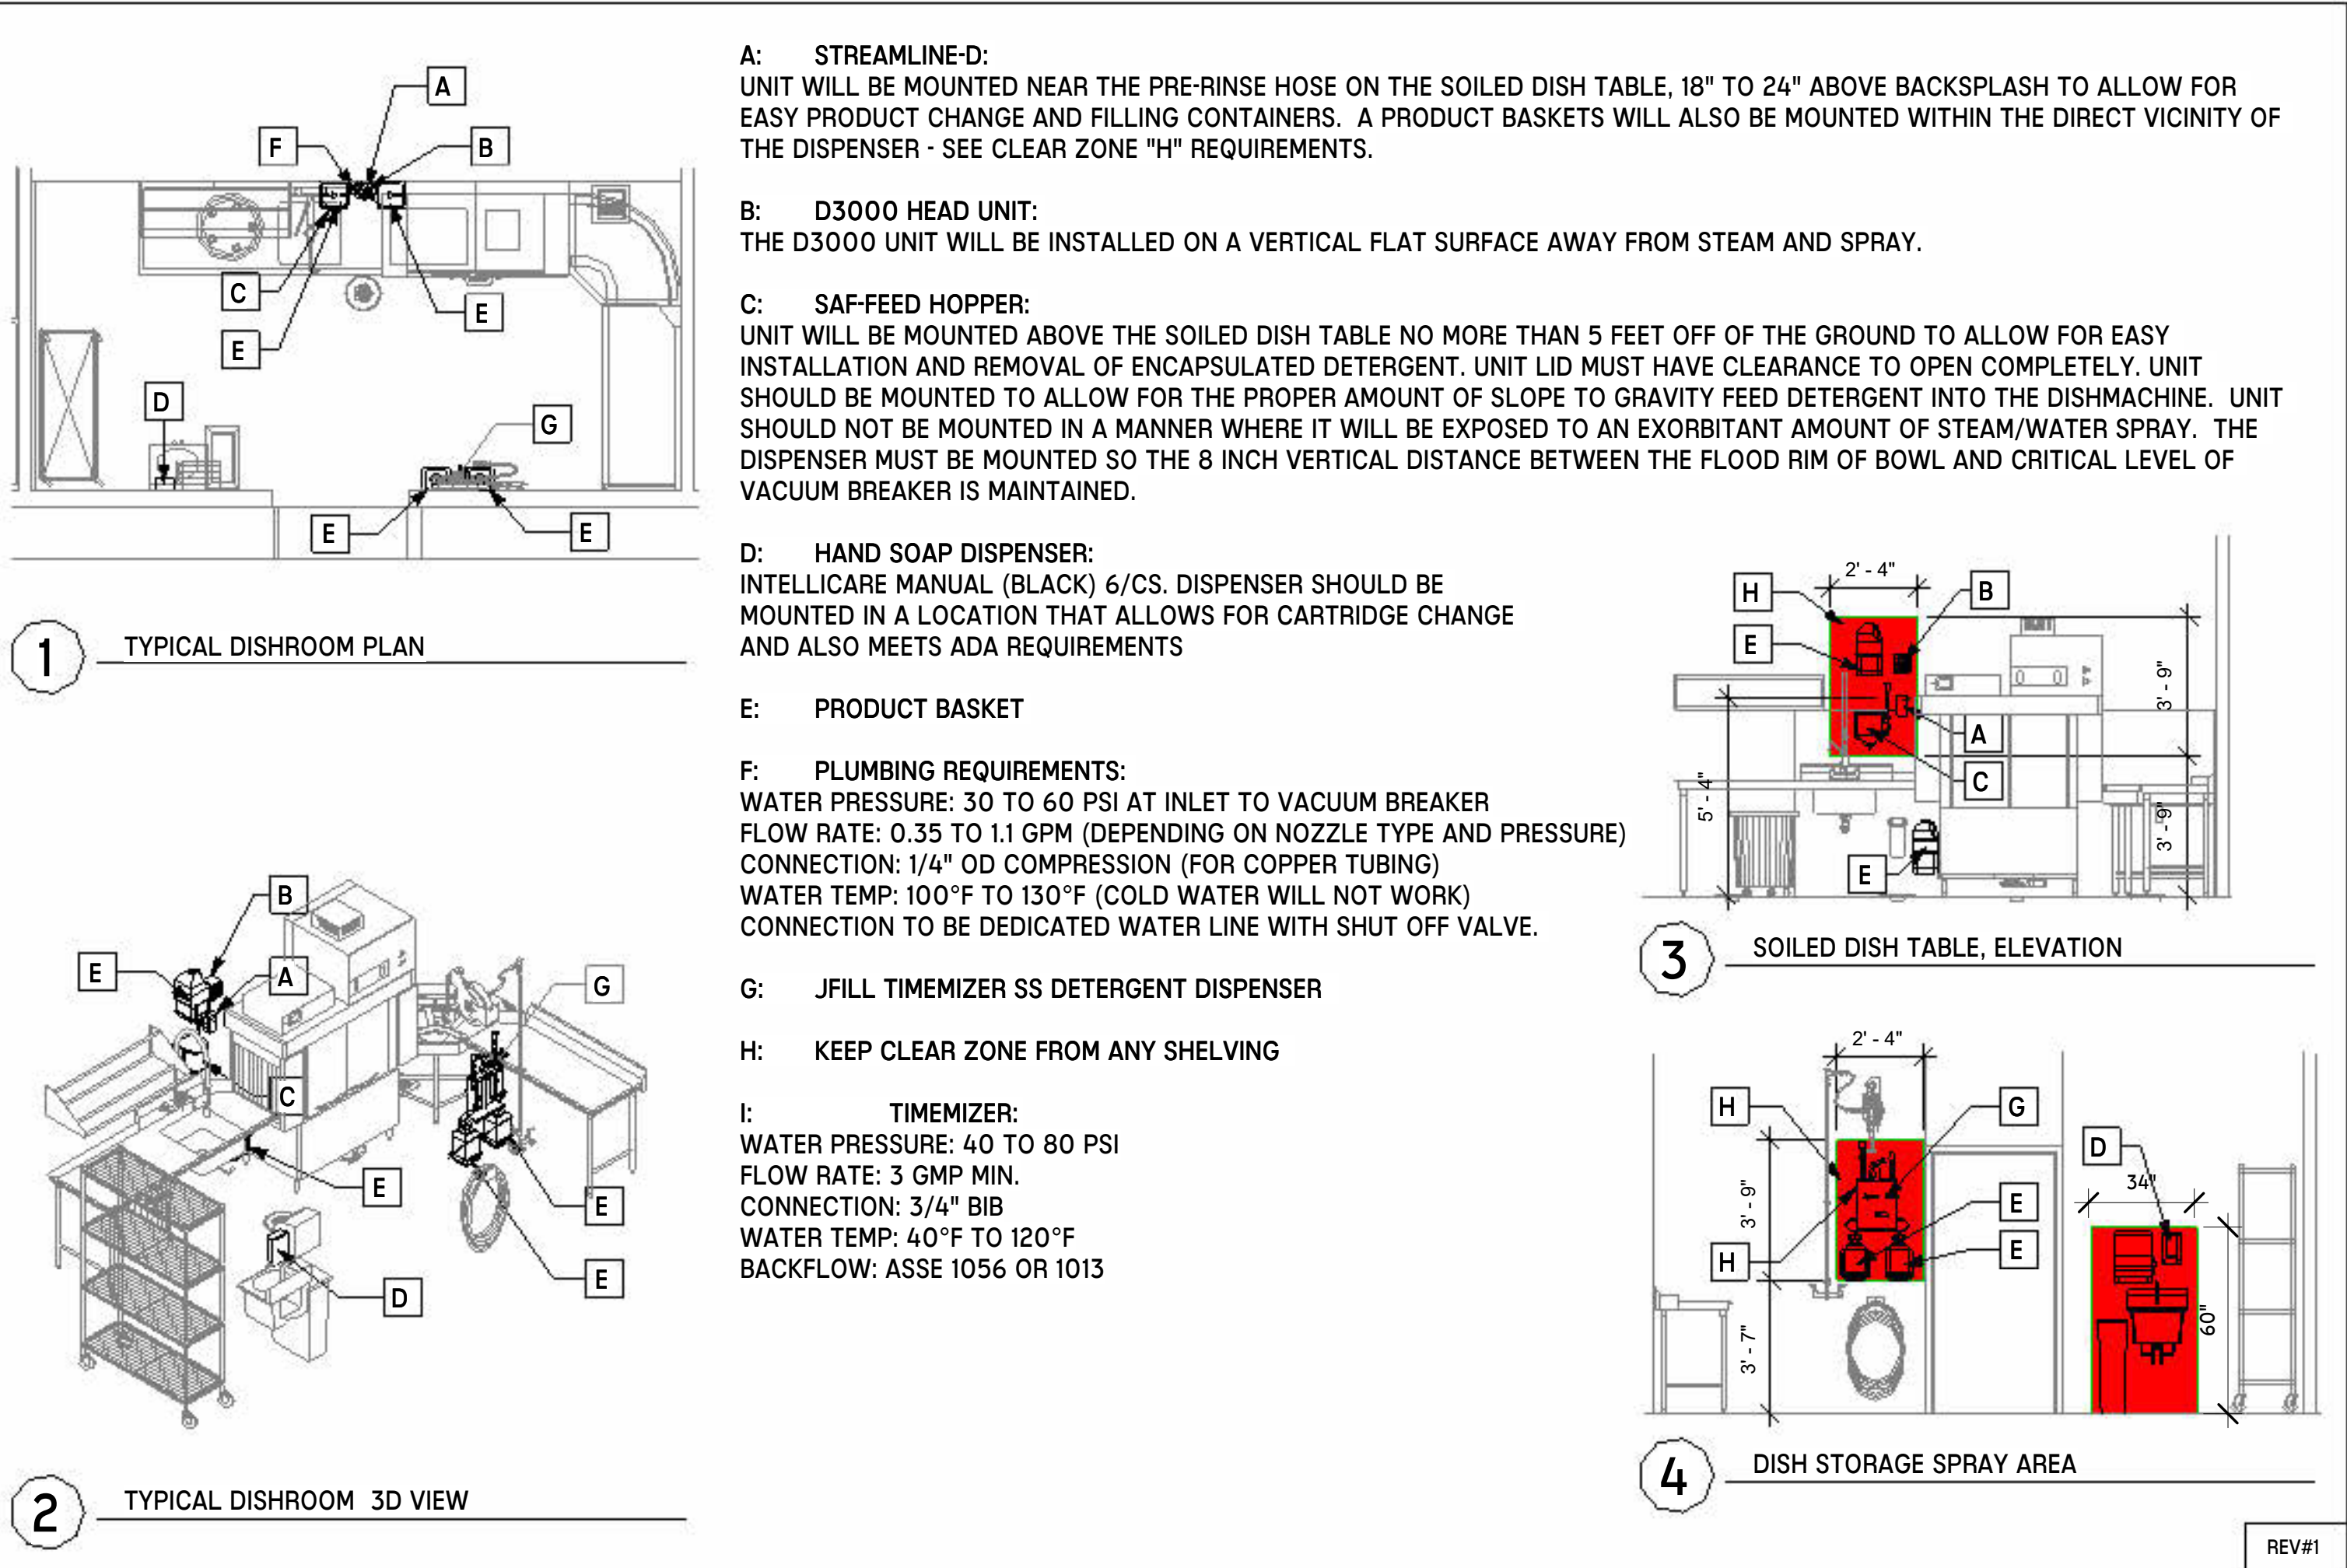 A
F
B
C
E
E
D
G
E
E
1
TYPICAL DISHROOM PLAN
B
E
A
G
C
E
E
E
D
2
TYPICAL DISHROOM 3D VIEW
A: STREAMLINE-D:
UNIT WILL BE MOUNTED NEAR THE PRE-RINSE HOSE ON THE SOILED DISH TABLE, 18" TO 24" ABOVE BACKSPLASH TO ALLOW FOR
EASY PRODUCT CHANGE AND FILLING CONTAINERS. A PRODUCT BASKETS WILL ALSO BE MOUNTED WITHIN THE DIRECT VICINITY OF
THE DISPENSER - SEE CLEAR ZONE "H" REQUIREMENTS.
B: D3000 HEAD UNIT:
THE D3000 UNIT WILL BE INSTALLED ON A VERTICAL FLAT SURFACE AWAY FROM STEAM AND SPRAY.
C: SAF-FEED HOPPER:
UNIT WILL BE MOUNTED ABOVE THE SOILED DISH TABLE NO MORE THAN 5 FEET OFF OF THE GROUND TO ALLOW FOR EASY
INSTALLATION AND REMOVAL OF ENCAPSULATED DETERGENT. UNIT LID MUST HAVE CLEARANCE TO OPEN COMPLETELY. UNIT
SHOULD BE MOUNTED TO ALLOW FOR THE PROPER AMOUNT OF SLOPE TO GRAVITY FEED DETERGENT INTO THE DISHMACHINE. UNIT
SHOULD NOT BE MOUNTED IN A MANNER WHERE IT WILL BE EXPOSED TO AN EXORBITANT AMOUNT OF STEAM/WATER SPRAY. THE
DISPENSER MUST BE MOUNTED SO THE 8 INCH VERTICAL DISTANCE BETWEEN THE FLOOD RIM OF BOWL AND CRITICAL LEVEL OF
VACUUM BREAKER IS MAINTAINED.
D: HAND SOAP DISPENSER:
INTELLICARE MANUAL (BLACK) 6/CS. DISPENSER SHOULD BE
MOUNTED IN A LOCATION THAT ALLOWS FOR CARTRIDGE CHANGE
AND ALSO MEETS ADA REQUIREMENTS
E: PRODUCT BASKET
F: PLUMBING REQUIREMENTS:
WATER PRESSURE: 30 TO 60 PSI AT INLET TO VACUUM BREAKER
FLOW RATE: 0.35 TO 1.1 GPM (DEPENDING ON NOZZLE TYPE AND PRESSURE)
CONNECTION: 1/4" OD COMPRESSION (FOR COPPER TUBING)
WATER TEMP: 100°F TO 130°F (COLD WATER WILL NOT WORK)
CONNECTION TO BE DEDICATED WATER LINE WITH SHUT OFF VALVE.
G: JFILL TIMEMIZER SS DETERGENT DISPENSER
H: KEEP CLEAR ZONE FROM ANY SHELVING
I: TIMEMIZER:
WATER PRESSURE: 40 TO 80 PSI
FLOW RATE: 3 GMP MIN.
CONNECTION: 3/4" BIB
WATER TEMP: 40°F TO 120°F
BACKFLOW: ASSE 1056 OR 1013
2' - 4"
H
B
E
3' - 9"
A
C
5' - 4"
3' - 9"
E
3
SOILED DISH TABLE, ELEVATION
2' - 4"
H
G
D
34"
3' - 9"
E
E
H
60"
3' - 7"
4
DISH STORAGE SPRAY AREA
REV#1